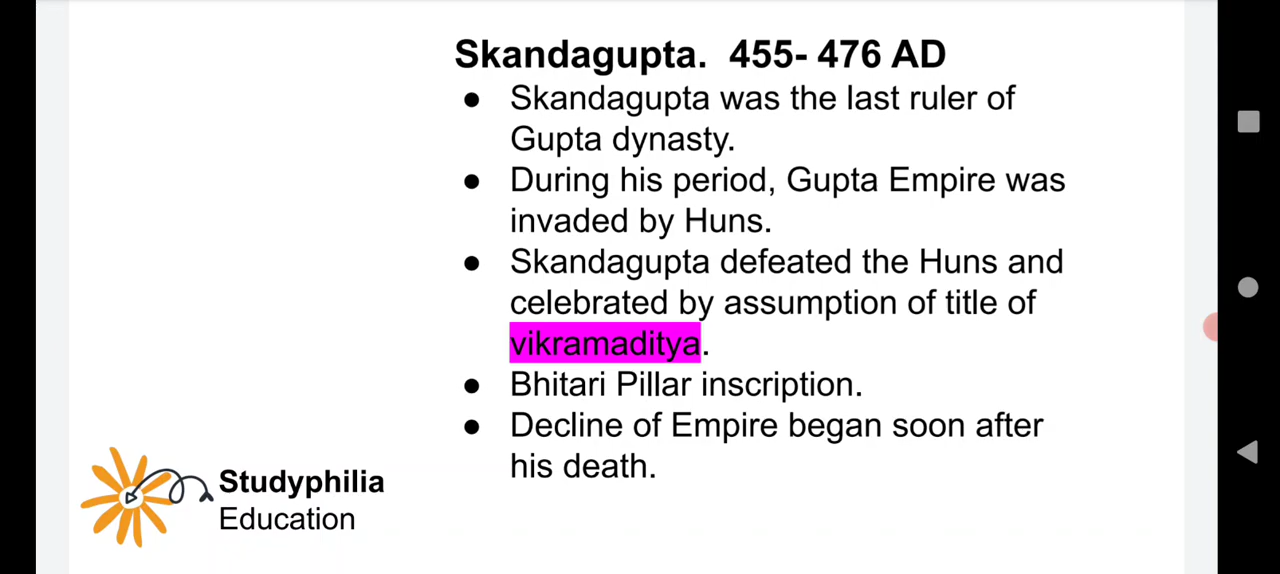 Skandagupta. 455- 476 AD
● Skandagupta was the last ruler of
Gupta dynasty.
● During his period, Gupta Empire was
invaded by Huns.
● Skandagupta defeated the Huns and
celebrated by assumption of title of
vikramaditya.
● Bhitari Pillar inscription.
● Decline of Empire began soon after
his death.
Studyphilia
Education